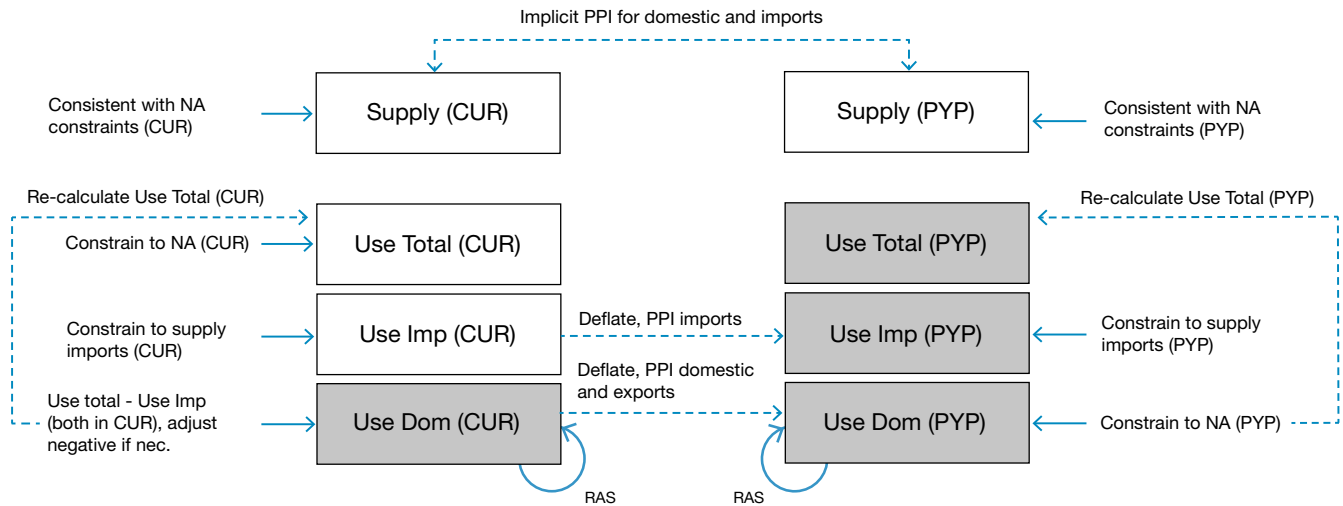 Implicit PPI for domestic and imports
Consistent with NA
constraints (CUR)
Supply (CUR)
Supply (PYP)
Consistent with NA
constraints (PYP)
Re-calculate Use Total (CUR)
Re-calculate Use Total (PYP)
Constrain to NA (CUR)
Use Total (CUR)
Use Total (PYP)
Constrain to supply
imports (CUR)
Use Imp (CUR)
Deflate, PPI imports
Use Imp (PYP)
Constrain to supply
imports (PYP)
Use total - Use Imp
(both in CUR), adjust
negative if nec.
Use Dom (CUR)
Deflate, PPI domestic
and exports
Use Dom (PYP)
Constrain to NA (PYP)
RAS
RAS